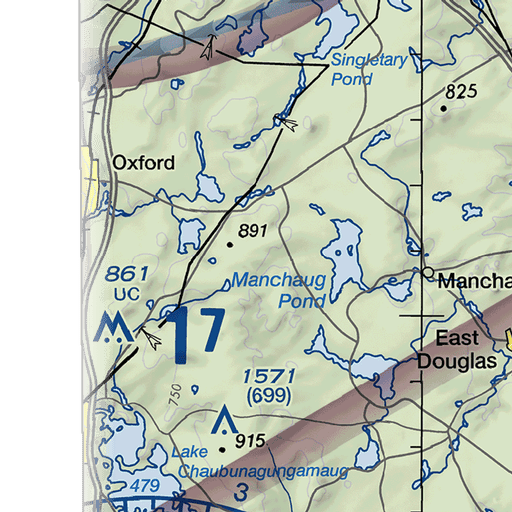 Singletary
Pond
825
Oxford
891
861
UC
Manchaug
Pond
Mancha
17
East
Douglas
1571
(699)
750
915
Lake
Chaubunagungamaug
479
3